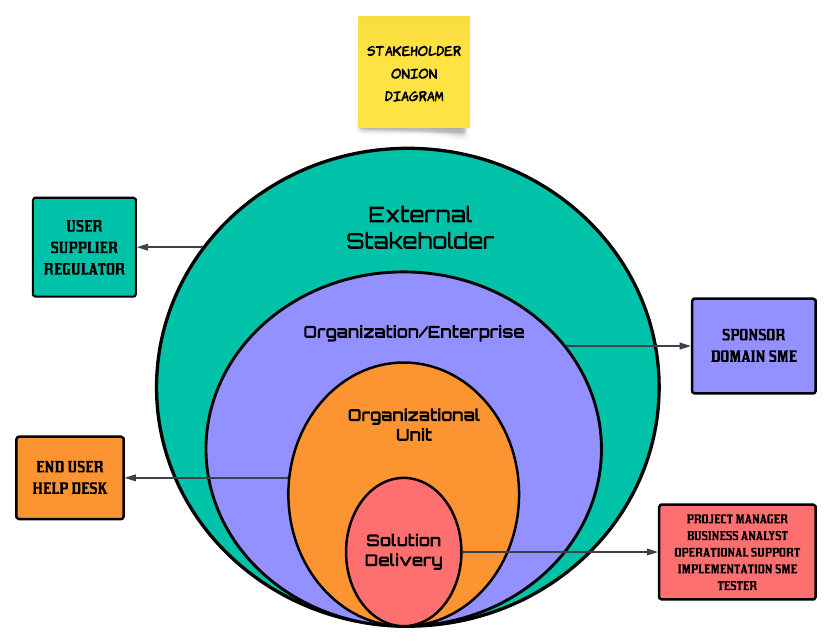 STAKEHOLDER
ONION
DIAGRAM
External
Stakeholder
USER
SUPPLIER
REGULATOR
Organization/Enterprise
SPONSOR
DOMAIN SME
Organizational
Unit
END USER
HELP DESK
Solution
Delivery
PROJECT MANAGER
BUSINESS ANALYST
OPERATIONAL SUPPORT
IMPLEMENTATION SME
TESTER